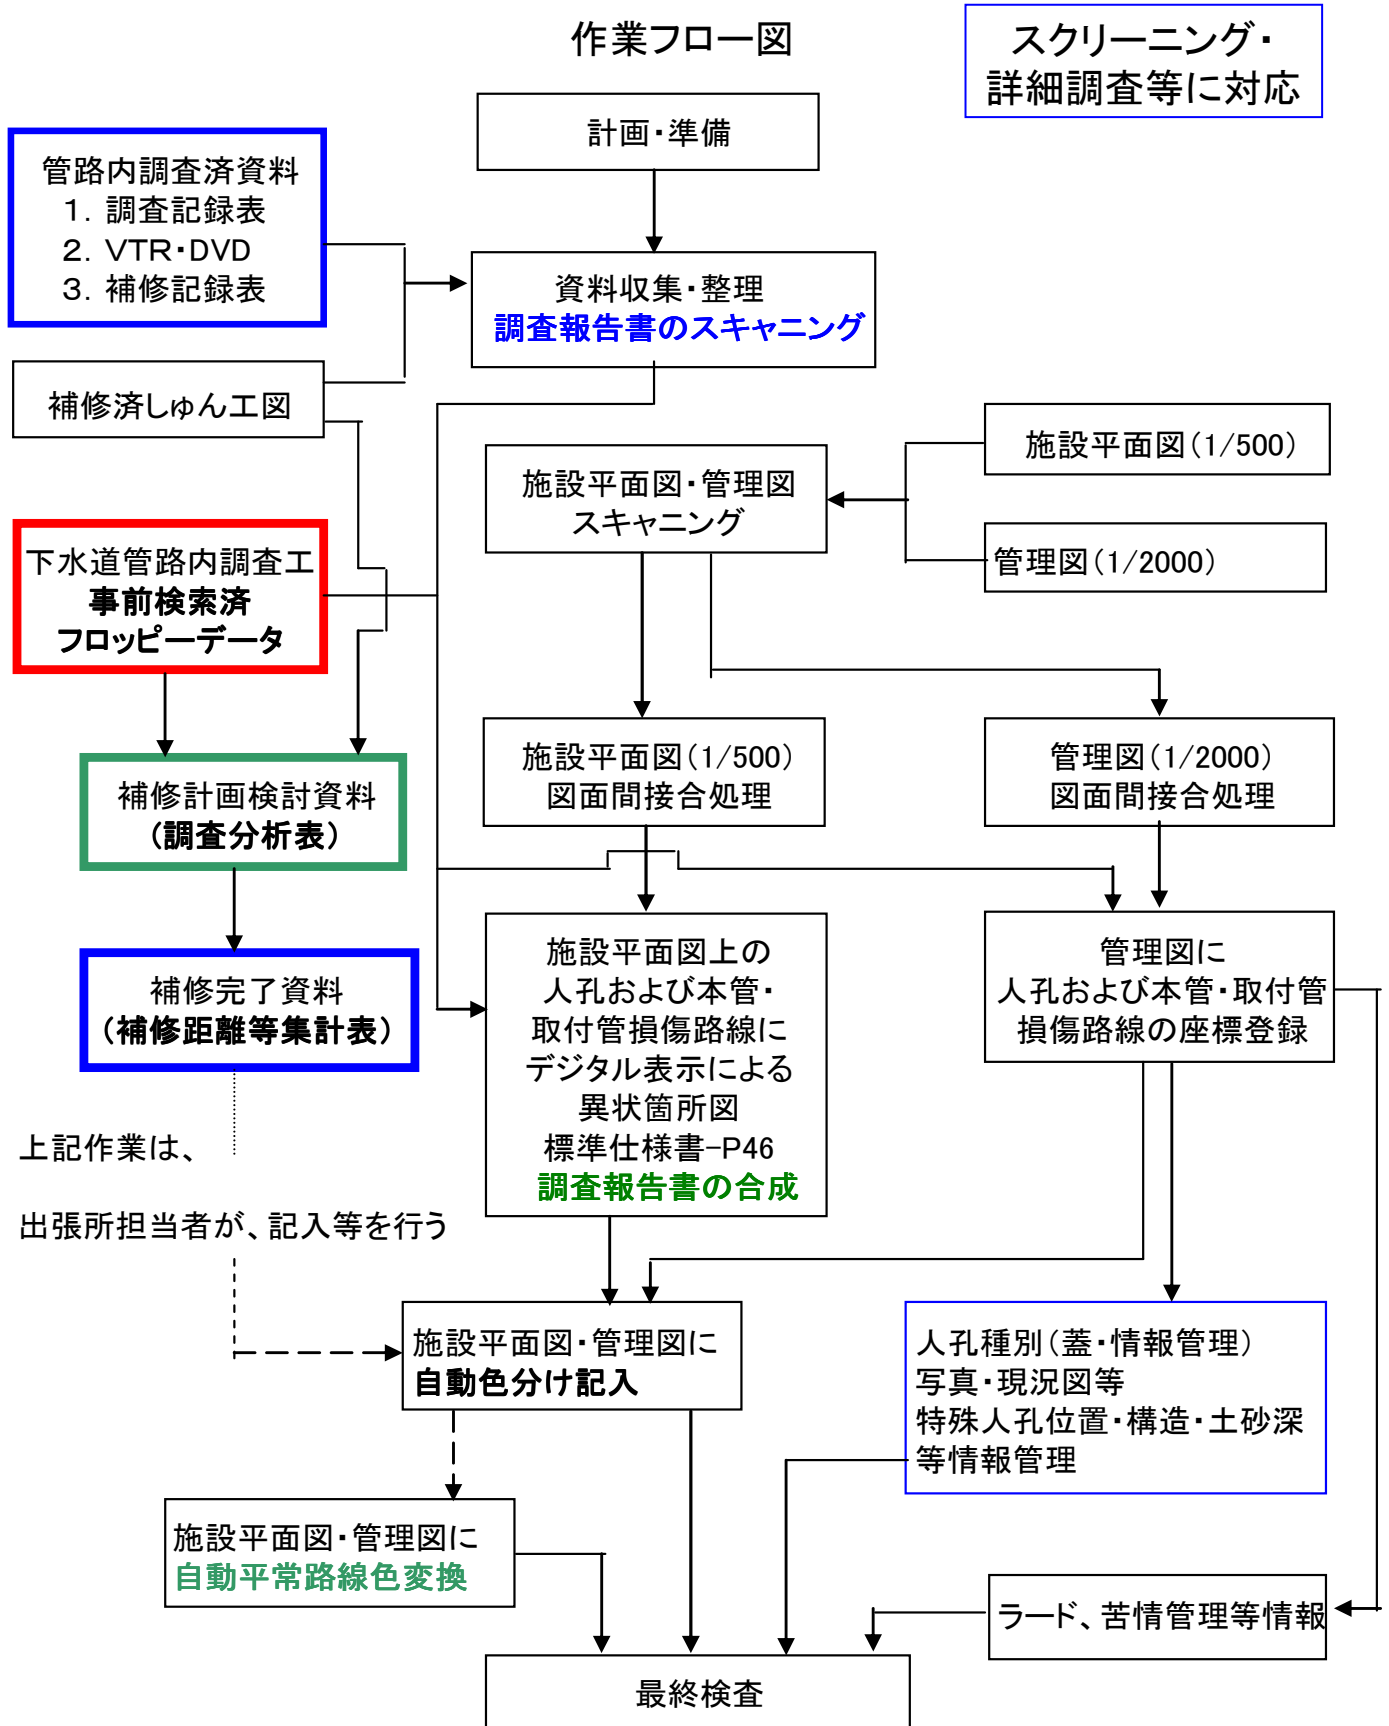 作業フロー図
スクリーニング・
詳細調査等に対応
計画・準備
管路内調査済資料
1. 調査記録表
2. VTR・DVD
3. 補修記録表
資料収集・整理
調査報告書のスキャニング
補修済しゅん工図
施設平面図・管理図
スキャニング
施設平面図(1/500)
管理図(1/2000)
下水道管路内調査工
事前検索済
フロッピーデータ
施設平面図(1/500)
図面間接合処理
管理図(1/2000)
図面間接合処理
補修計画検討資料
(調査分析表)
補修完了資料
(補修距離等集計表)
施設平面図上の
人孔および本管・
取付管損傷路線に
デジタル表示による
異状箇所図
標準仕様書-P46
調査報告書の合成
管理図に
人孔および本管・取付管
損傷路線の座標登録
上記作業は、
出張所担当者が、記入等を行う
施設平面図・管理図に
自動色分け記入
人孔種別(蓋・情報管理)
写真・現況図等
特殊人孔位置・構造・土砂深
等情報管理
施設平面図・管理図に
自動平常路線色変換
ラード、苦情管理等情報
最終検査